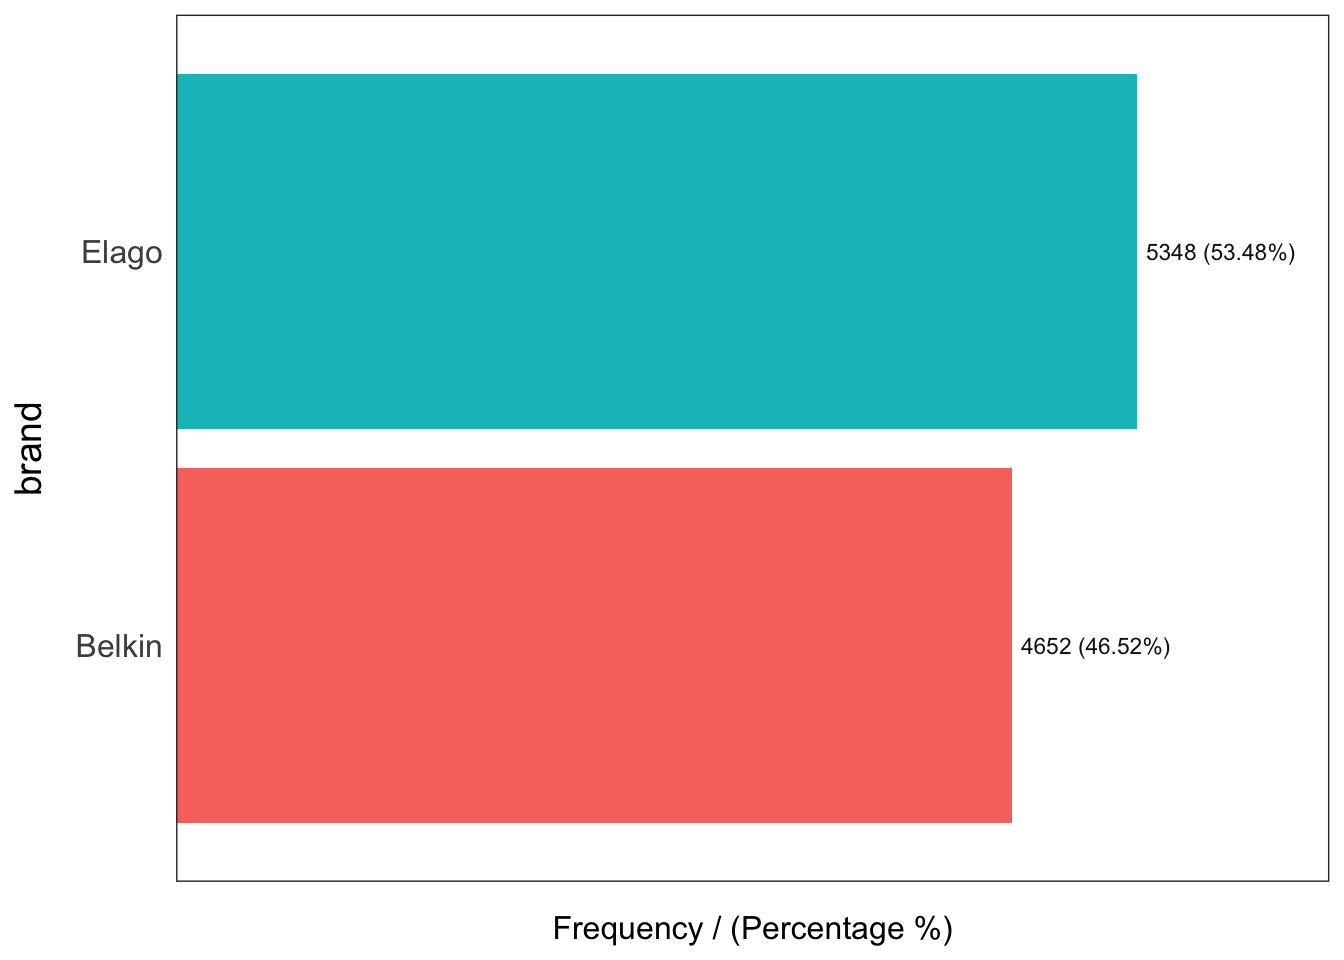 Elago
5348 (53.48%)
brand
Belkin
4652 (46.52%)
Frequency / (Percentage %)